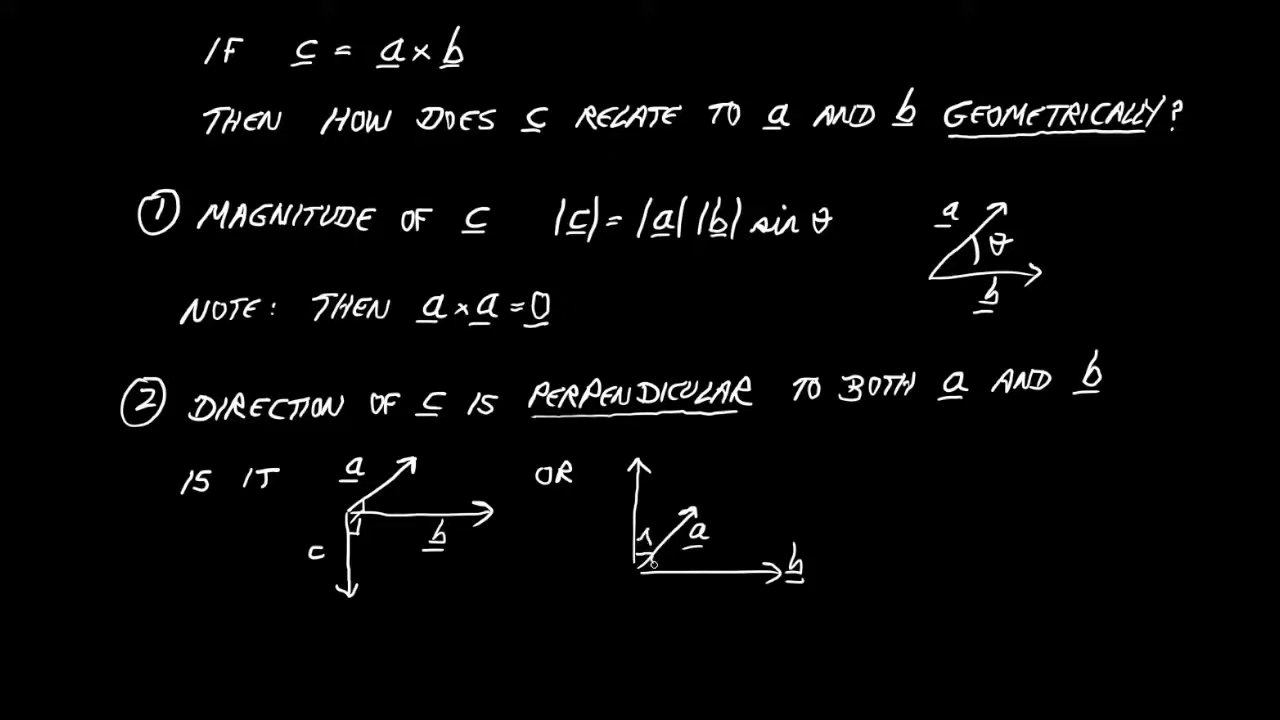 IF c = a × b
THEN HOW DOES c RELATE TO a AND b GEOMETRICALLY?
① MAGNITUDE OF c |c| = |a| |b| sin θ
a
θ
b
NOTE: THEN a × a = 0
② DIRECTION OF c IS PERPENDICULAR TO BOTH a AND b
IS IT
a
b
c
OR
a
b